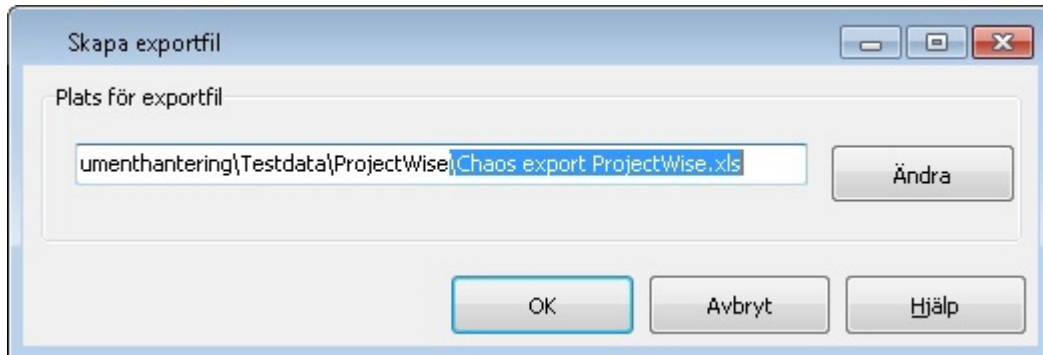 Skapa exportfil
Plats för exportfil
umenthantering\Testdata\ProjectWise\Chaos export ProjectWise.xls
Ändra
OK
Avbryt
Hjälp